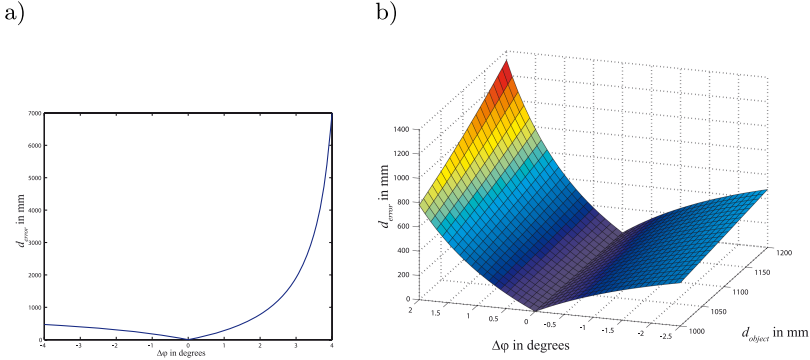 a)
7000
6000
5000
4000
3000
2000
1000
0
d_error in mm
-4 -3 -2 -1 0 1 2 3 4
Δφ in degrees
b)
1400
1200
1000
800
600
400
200
0
d_error in mm
2 1.5 1 0.5 0 -0.5 -1 -1.5 -2 -2.5
Δφ in degrees
1000 1050 1100 1150 1200
d_object in mm